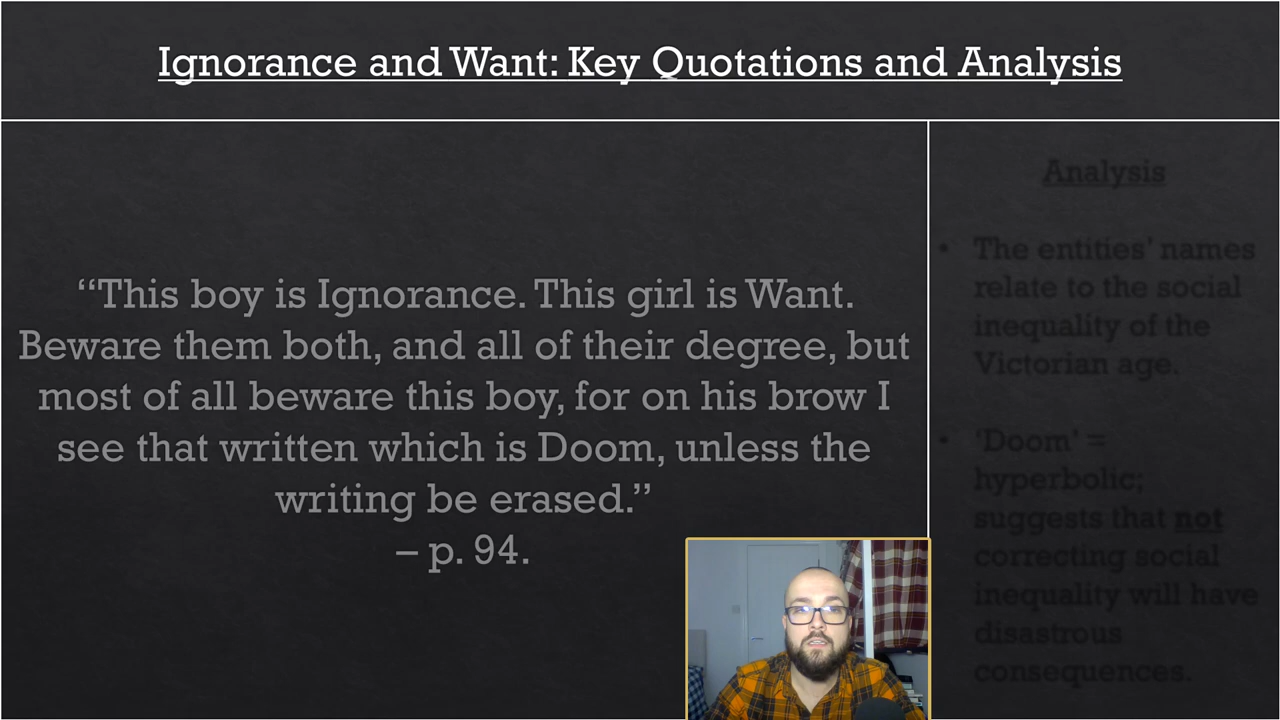 Ignorance and Want: Key Quotations and Analysis
“This boy is Ignorance. This girl is Want.
Beware them both, and all of their degree, but
most of all beware this boy, for on his brow I
see that written which is Doom, unless the
writing be erased.”
– p. 94.
Analysis
• The entities’ names
relate to the social
inequality of the
Victorian age.
• ‘Doom’ =
hyperbolic;
suggests that not
correcting social
inequality will have
disastrous
consequences.